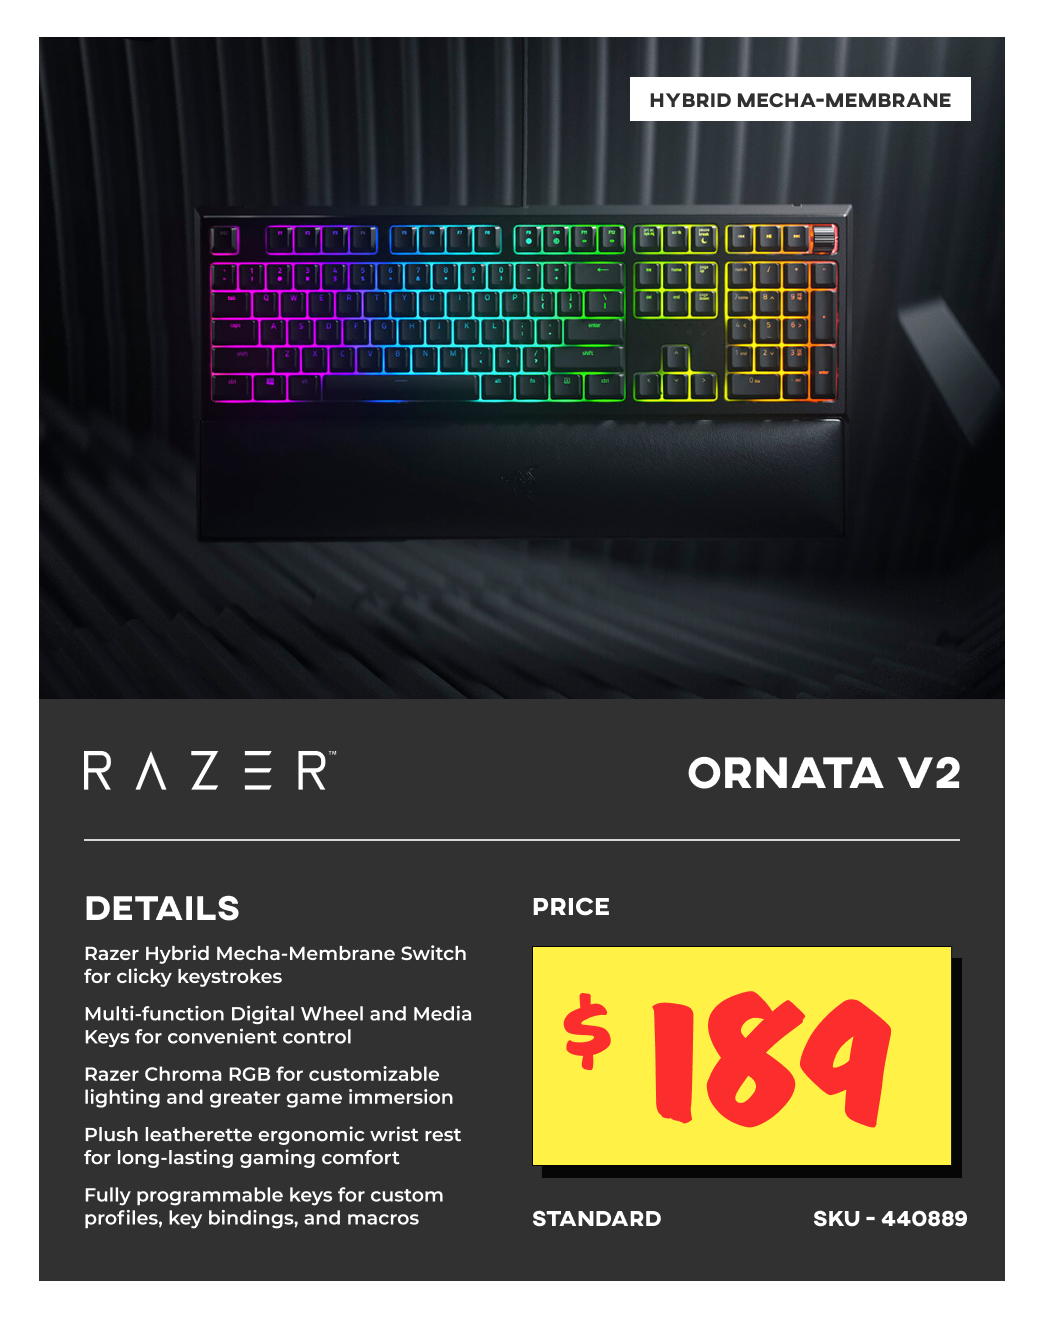 HYBRID MECHA-MEMBRANE
RAZER™
ORNATA V2
DETAILS
Razer Hybrid Mecha-Membrane Switch
for clicky keystrokes
Multi-function Digital Wheel and Media
Keys for convenient control
Razer Chroma RGB for customizable
lighting and greater game immersion
Plush leatherette ergonomic wrist rest
for long-lasting gaming comfort
Fully programmable keys for custom
profiles, key bindings, and macros
PRICE
$ 189
STANDARD
SKU - 440889